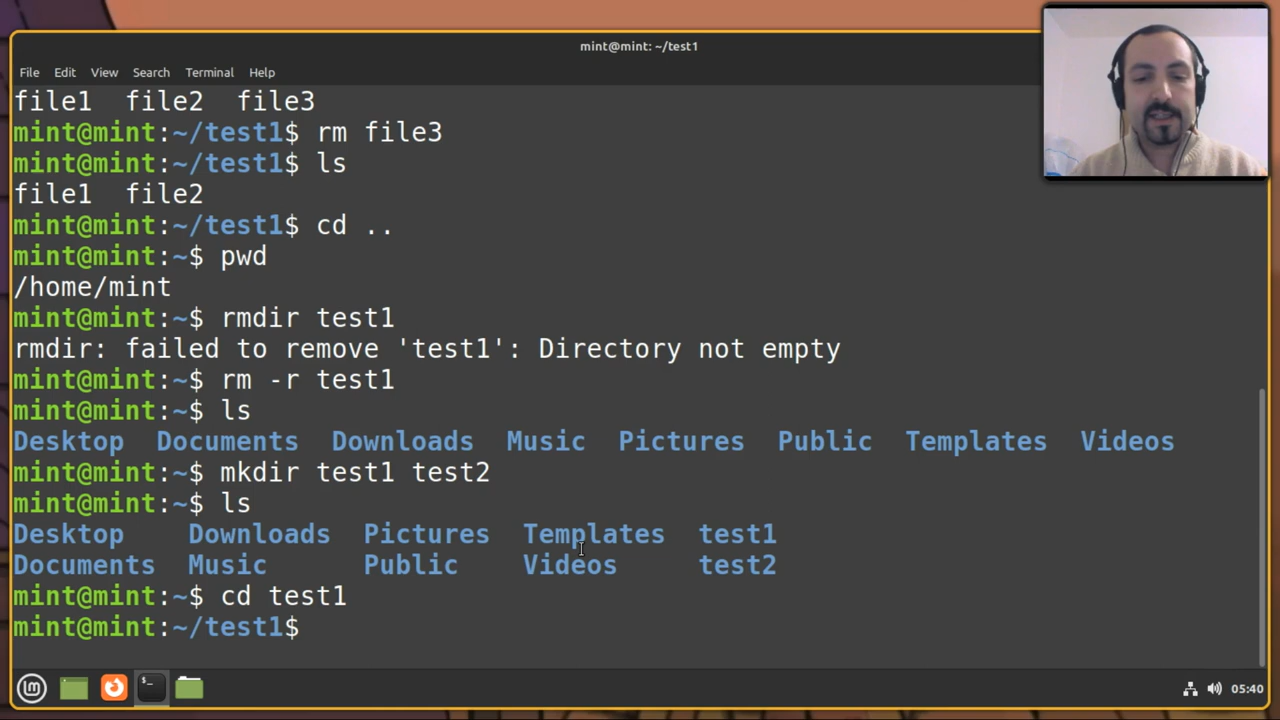 mint@mint: ~/test1
File Edit View Search Terminal Help
file1 file2 file3
mint@mint:~/test1$ rm file3
mint@mint:~/test1$ ls
file1 file2
mint@mint:~/test1$ cd ..
mint@mint:~$ pwd
/home/mint
mint@mint:~$ rmdir test1
rmdir: failed to remove 'test1': Directory not empty
mint@mint:~$ rm -r test1
mint@mint:~$ ls
Desktop Documents Downloads Music Pictures Public Templates Videos
mint@mint:~$ mkdir test1 test2
mint@mint:~$ ls
Desktop Downloads Pictures Templates test1
Documents Music Public Videos test2
mint@mint:~$ cd test1
mint@mint:~/test1$
05:40